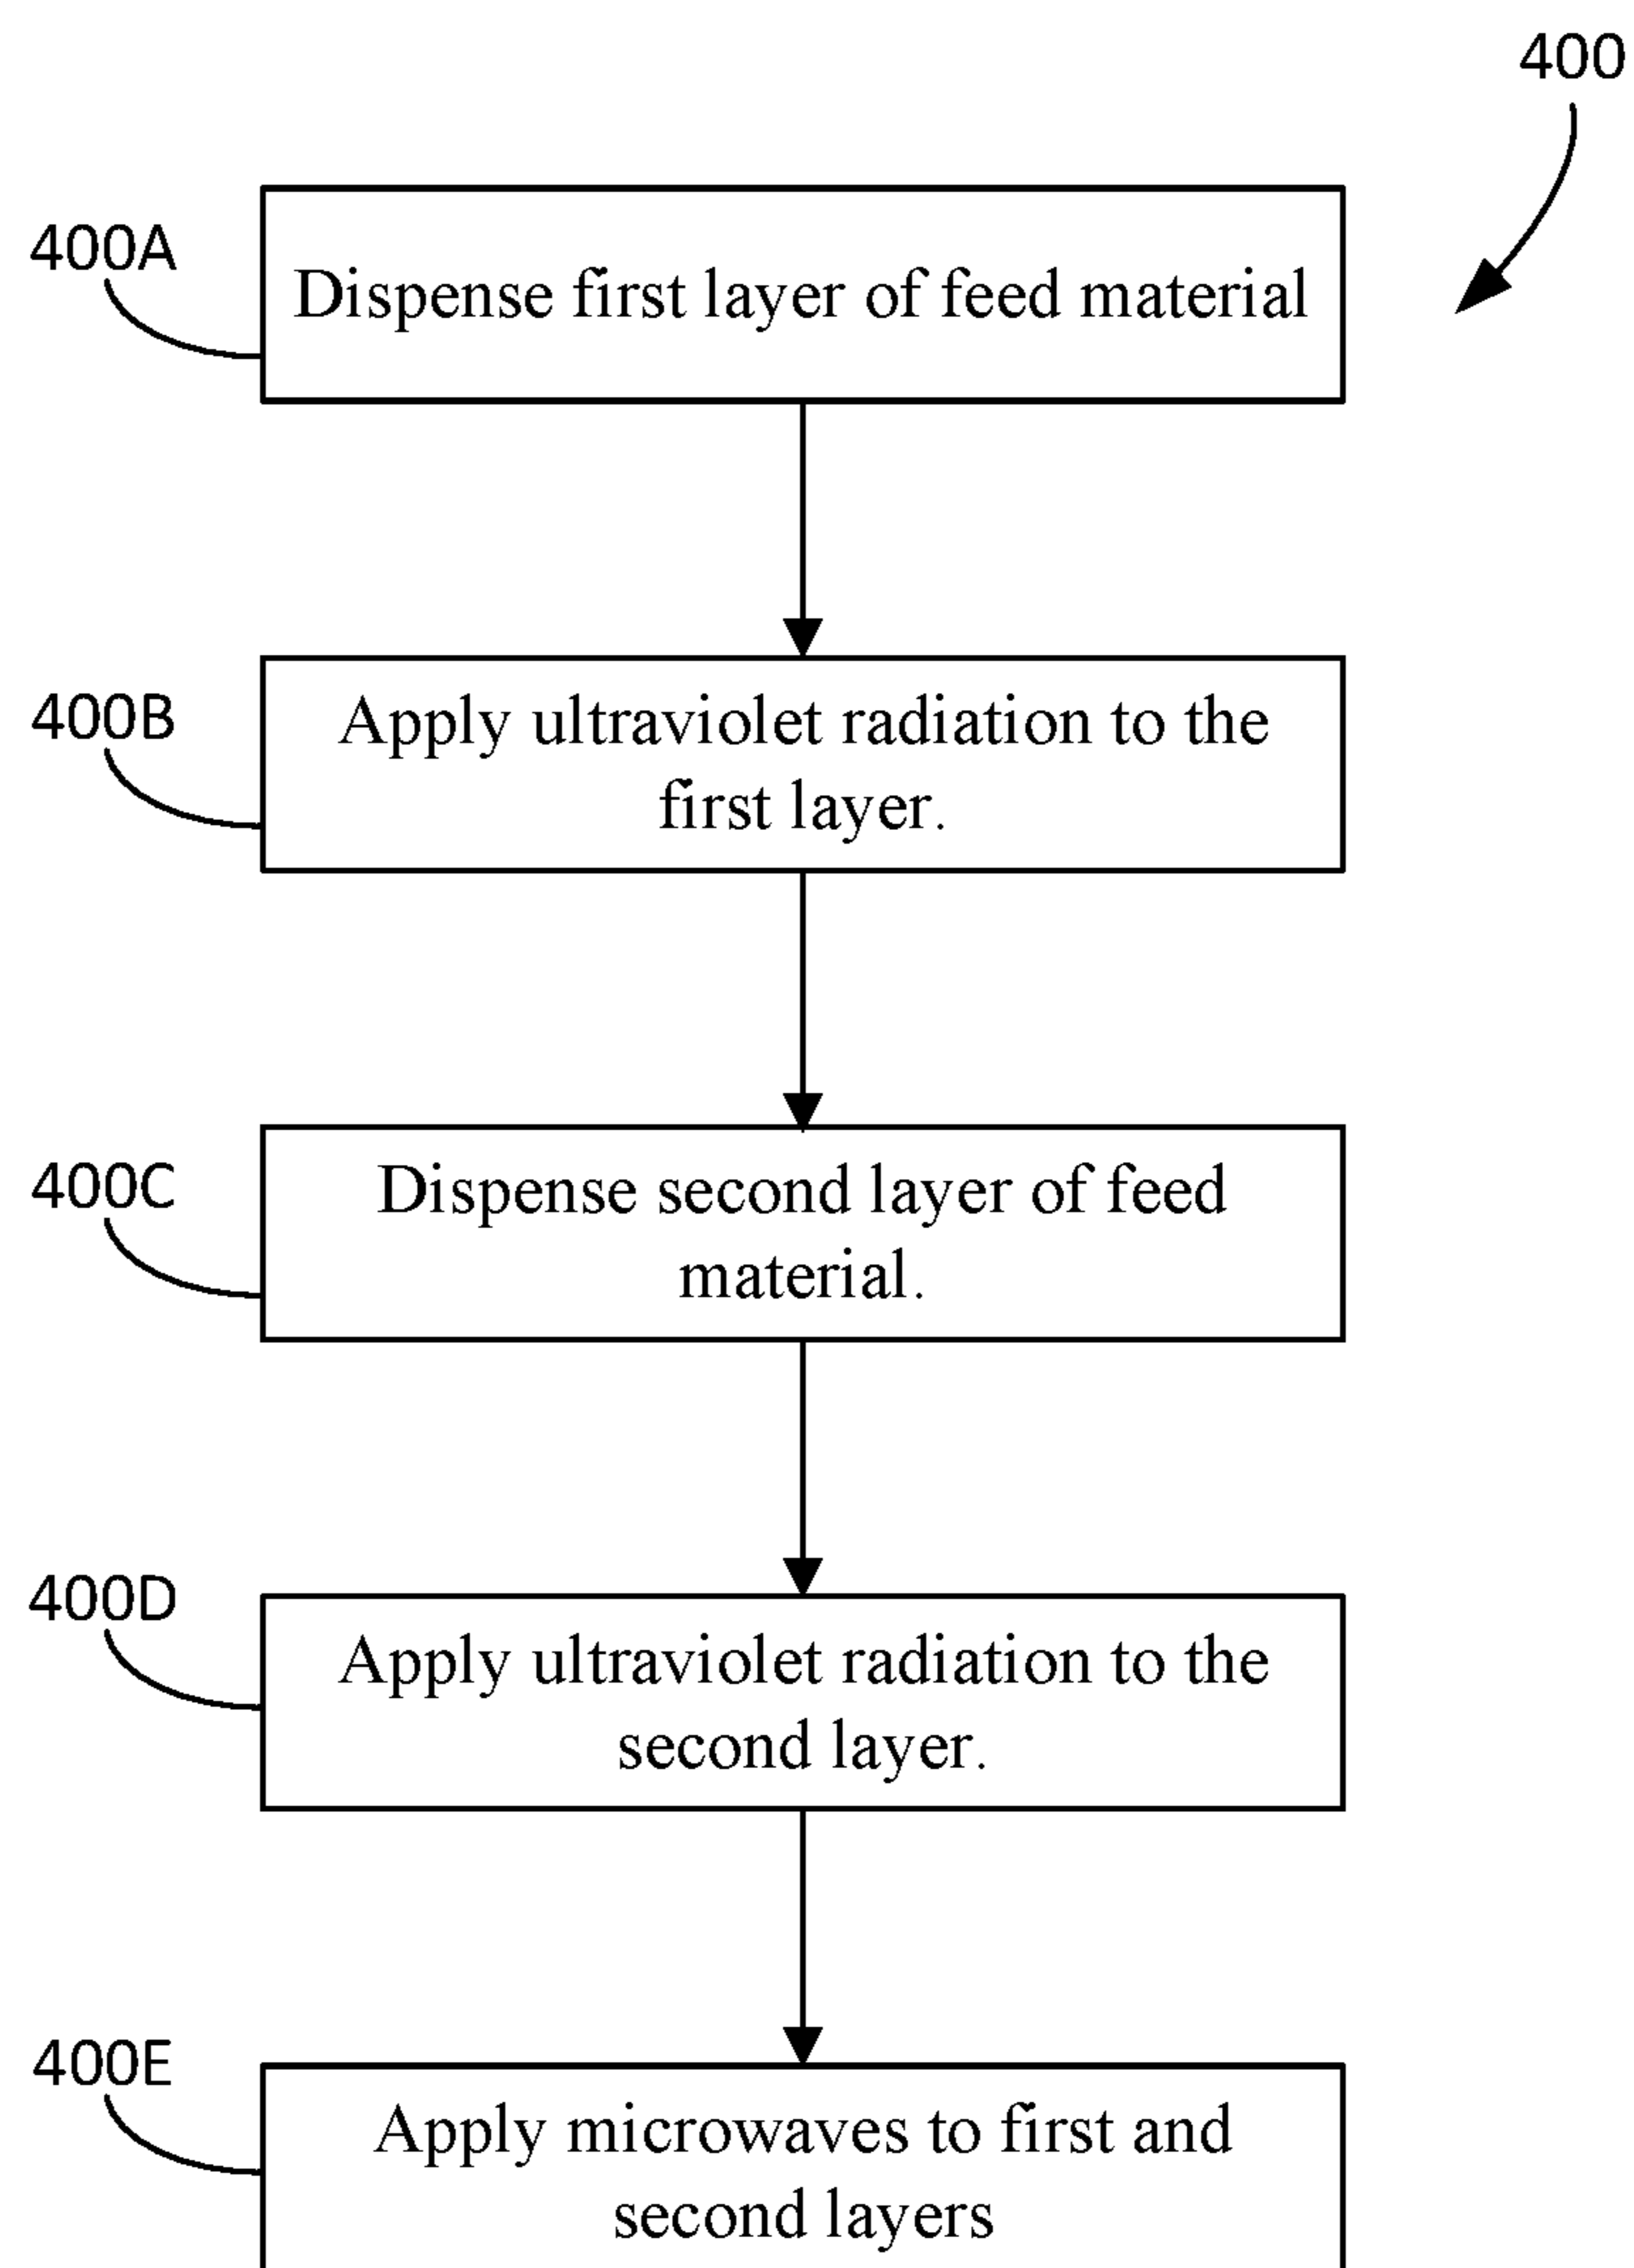 400
400A
Dispense first layer of feed material
400B
Apply ultraviolet radiation to the
first layer.
400C
Dispense second layer of feed
material.
400D
Apply ultraviolet radiation to the
second layer.
400E
Apply microwaves to first and
second layers